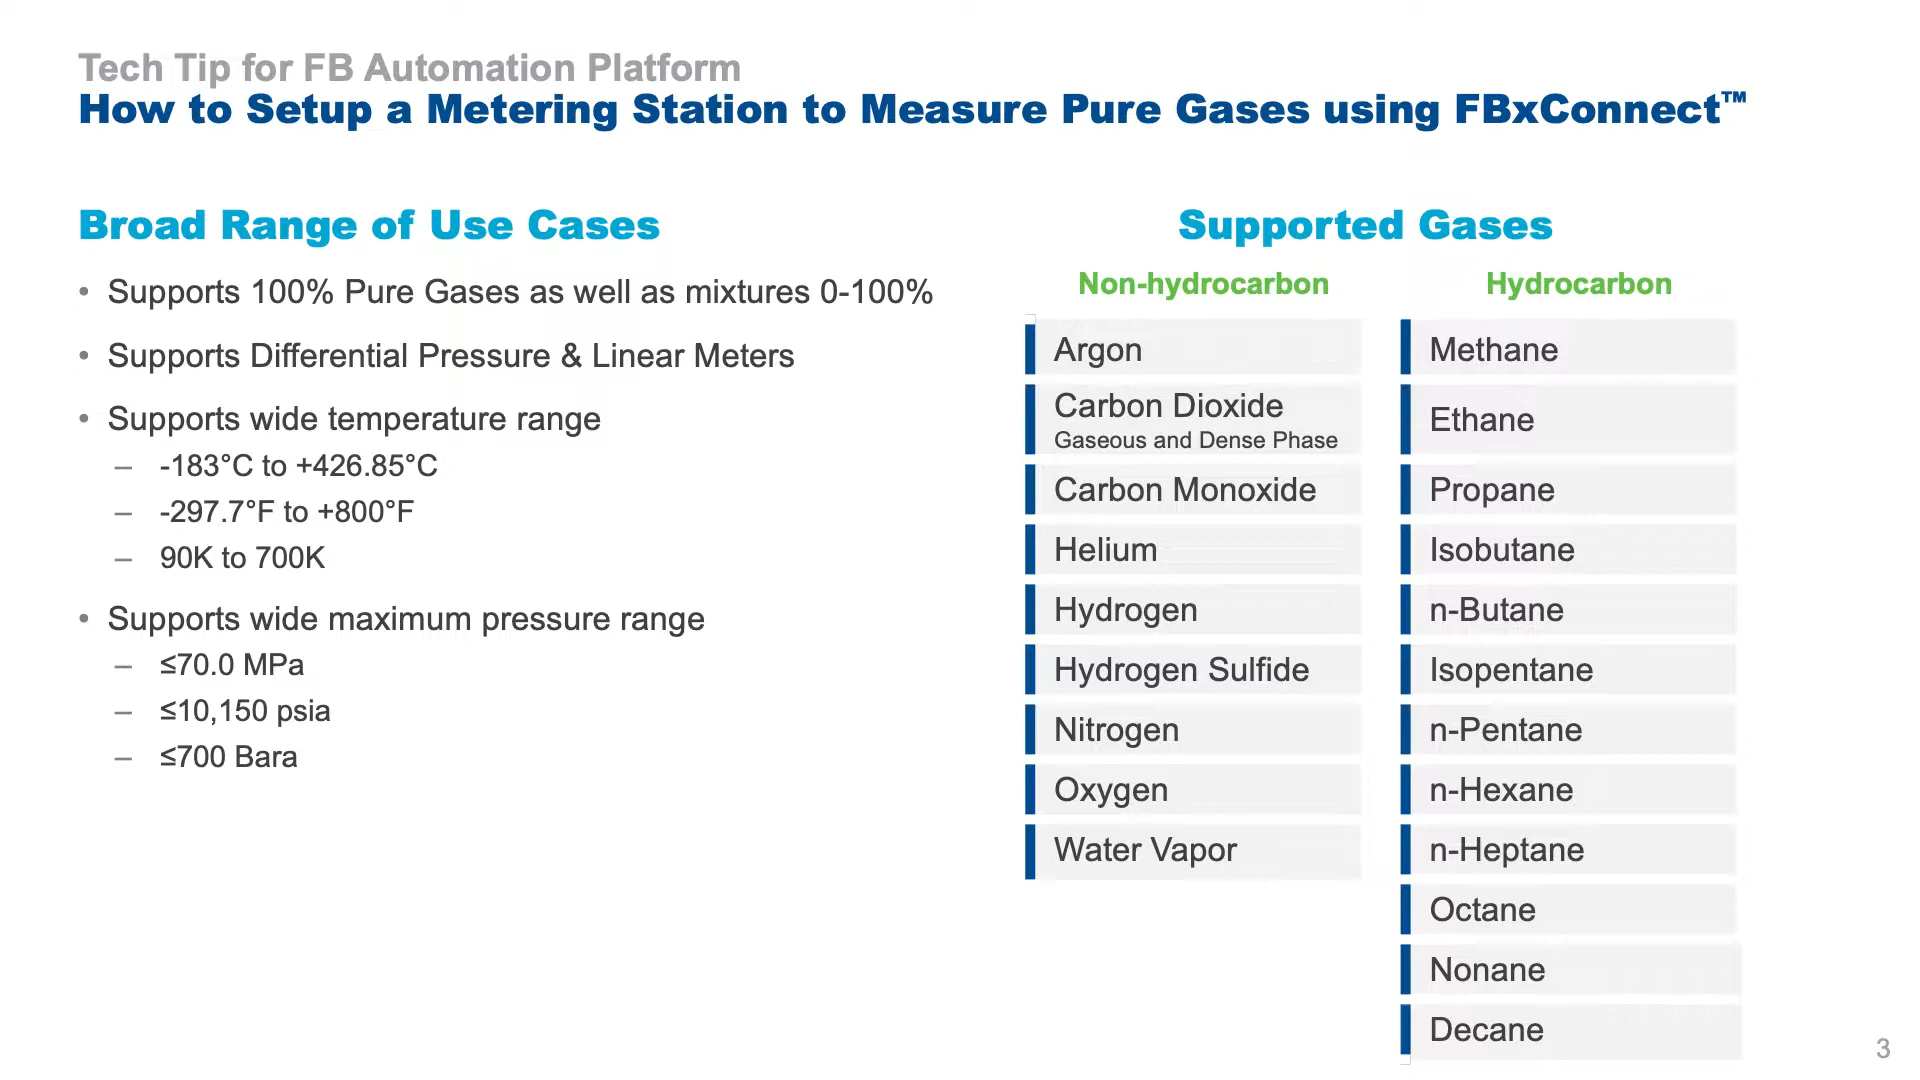 Tech Tip for FB Automation Platform
How to Setup a Metering Station to Measure Pure Gases using FBxConnect™
Broad Range of Use Cases
• Supports 100% Pure Gases as well as mixtures 0-100%
• Supports Differential Pressure & Linear Meters
• Supports wide temperature range
– -183°C to +426.85°C
– -297.7°F to +800°F
– 90K to 700K
• Supports wide maximum pressure range
– ≤70.0 MPa
– ≤10,150 psia
– ≤700 Bara
Supported Gases
Non-hydrocarbon
Argon
Carbon Dioxide
Gaseous and Dense Phase
Carbon Monoxide
Helium
Hydrogen
Hydrogen Sulfide
Nitrogen
Oxygen
Water Vapor
Hydrocarbon
Methane
Ethane
Propane
Isobutane
n-Butane
Isopentane
n-Pentane
n-Hexane
n-Heptane
Octane
Nonane
Decane
3